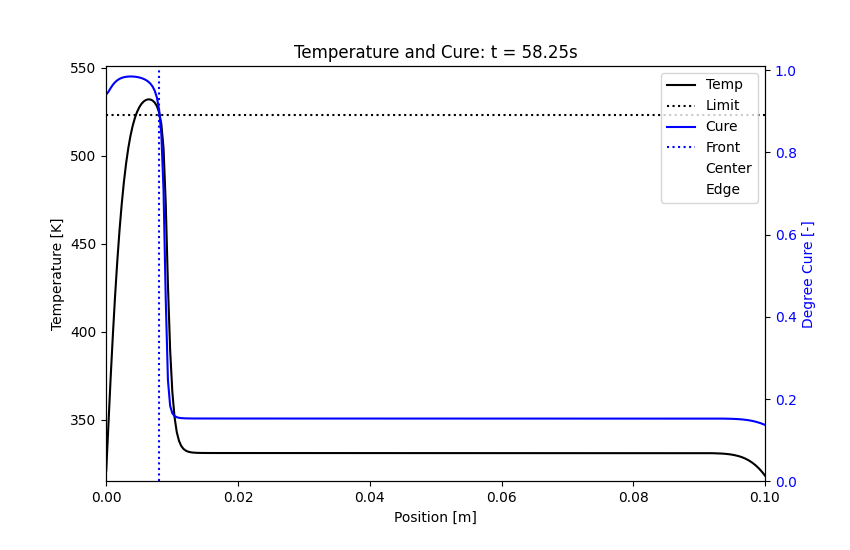 Temperature and Cure: t = 58.25s
550
500
450
400
350
Temperature [K]
1.0
0.8
0.6
0.4
0.2
0.0
Degree Cure [-]
Temp
Limit
Cure
Front
Center
Edge
0.00 0.02 0.04 0.06 0.08 0.10
Position [m]